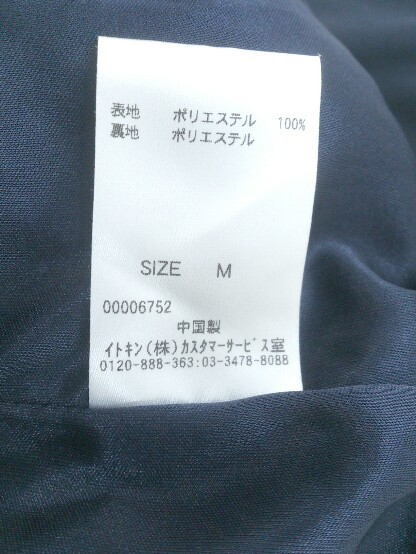 表地 ポリエステル 100%
裏地 ポリエステル
SIZE M
00006752
中国製
イトキン(株)カスタマーサービス室
0120-888-363:03-3478-8088